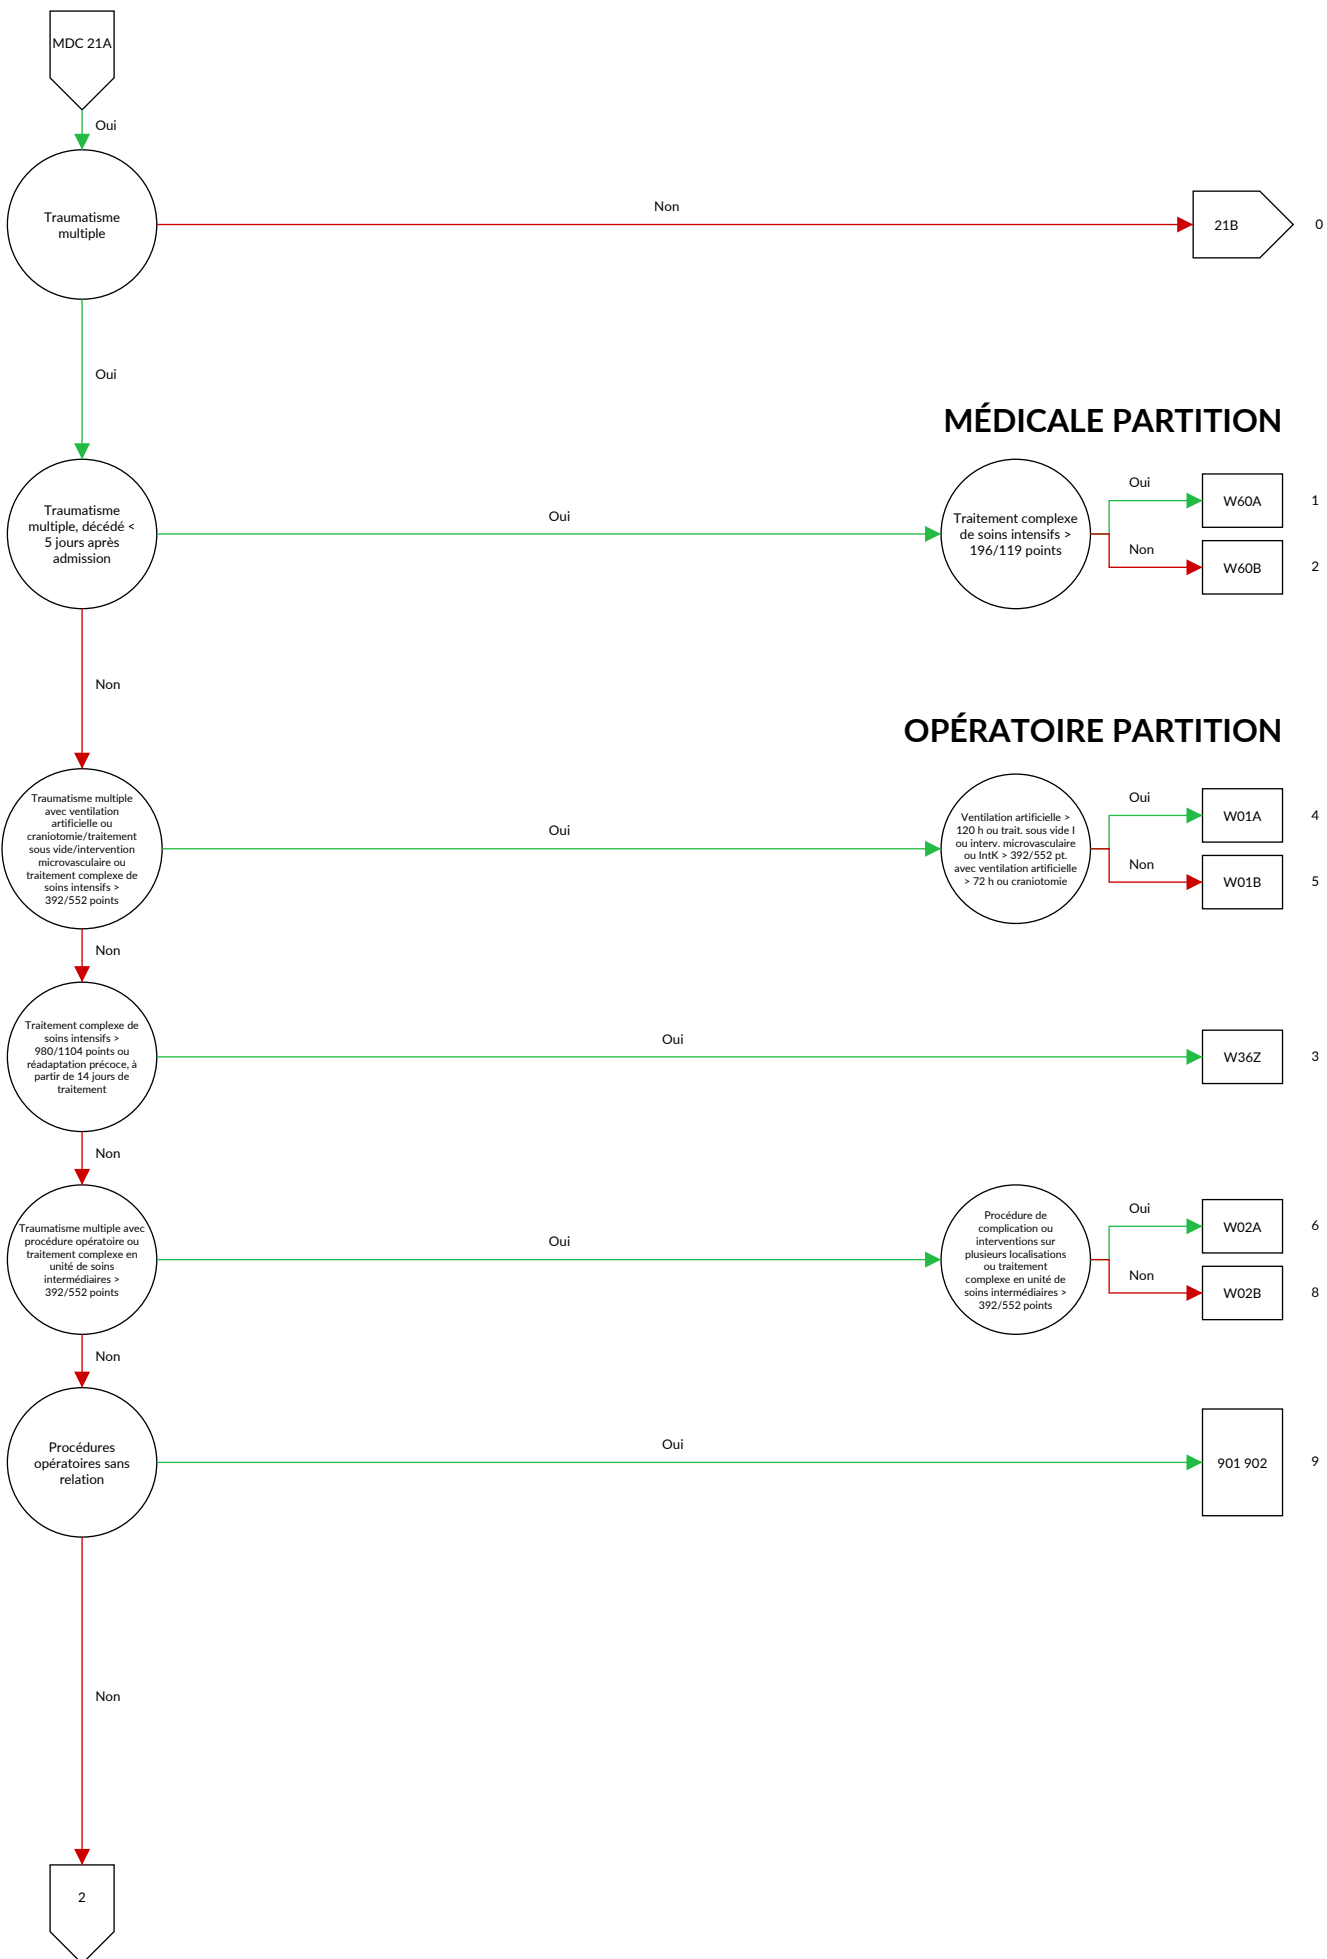 MDC 21A
Oui
Traumatisme
multiple
Non
21B
0
Oui
MÉDICALE PARTITION
Traumatisme
multiple, décédé <
5 jours après
admission
Oui
Traitement complexe
de soins intensifs >
196/119 points
Oui
W60A
1
Non
W60B
2
Non
OPÉRATOIRE PARTITION
Traumatisme multiple
avec ventilation
artificielle ou
craniotomie/traitement
sous vide/intervention
microvasculaire ou
traitement complexe de
soins intensifs >
392/552 points
Oui
Ventilation artificielle >
120 h ou trait. sous vide I
ou interv. microvasculaire
ou IntK > 392/552 pt.
avec ventilation artificielle
> 72 h ou craniotomie
Oui
W01A
4
Non
W01B
5
Non
Traitement complexe de
soins intensifs >
980/1104 points ou
réadaptation précoce, à
partir de 14 jours de
traitement
Oui
W36Z
3
Non
Traumatisme multiple avec
procédure opératoire ou
traitement complexe en
unité de soins
intermédiaires >
392/552 points
Oui
Procédure de
complication ou
interventions sur
plusieurs localisations
ou traitement
complexe en unité de
soins intermédiaires >
392/552 points
Oui
W02A
6
Non
W02B
8
Non
Procédures
opératoires sans
relation
Oui
901 902
9
Non
2